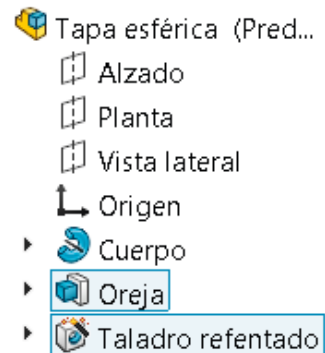 Tapa esférica (Pred...
Alzado
Planta
Vista lateral
Origen
Cuerpo
Oreja
Taladro refentado